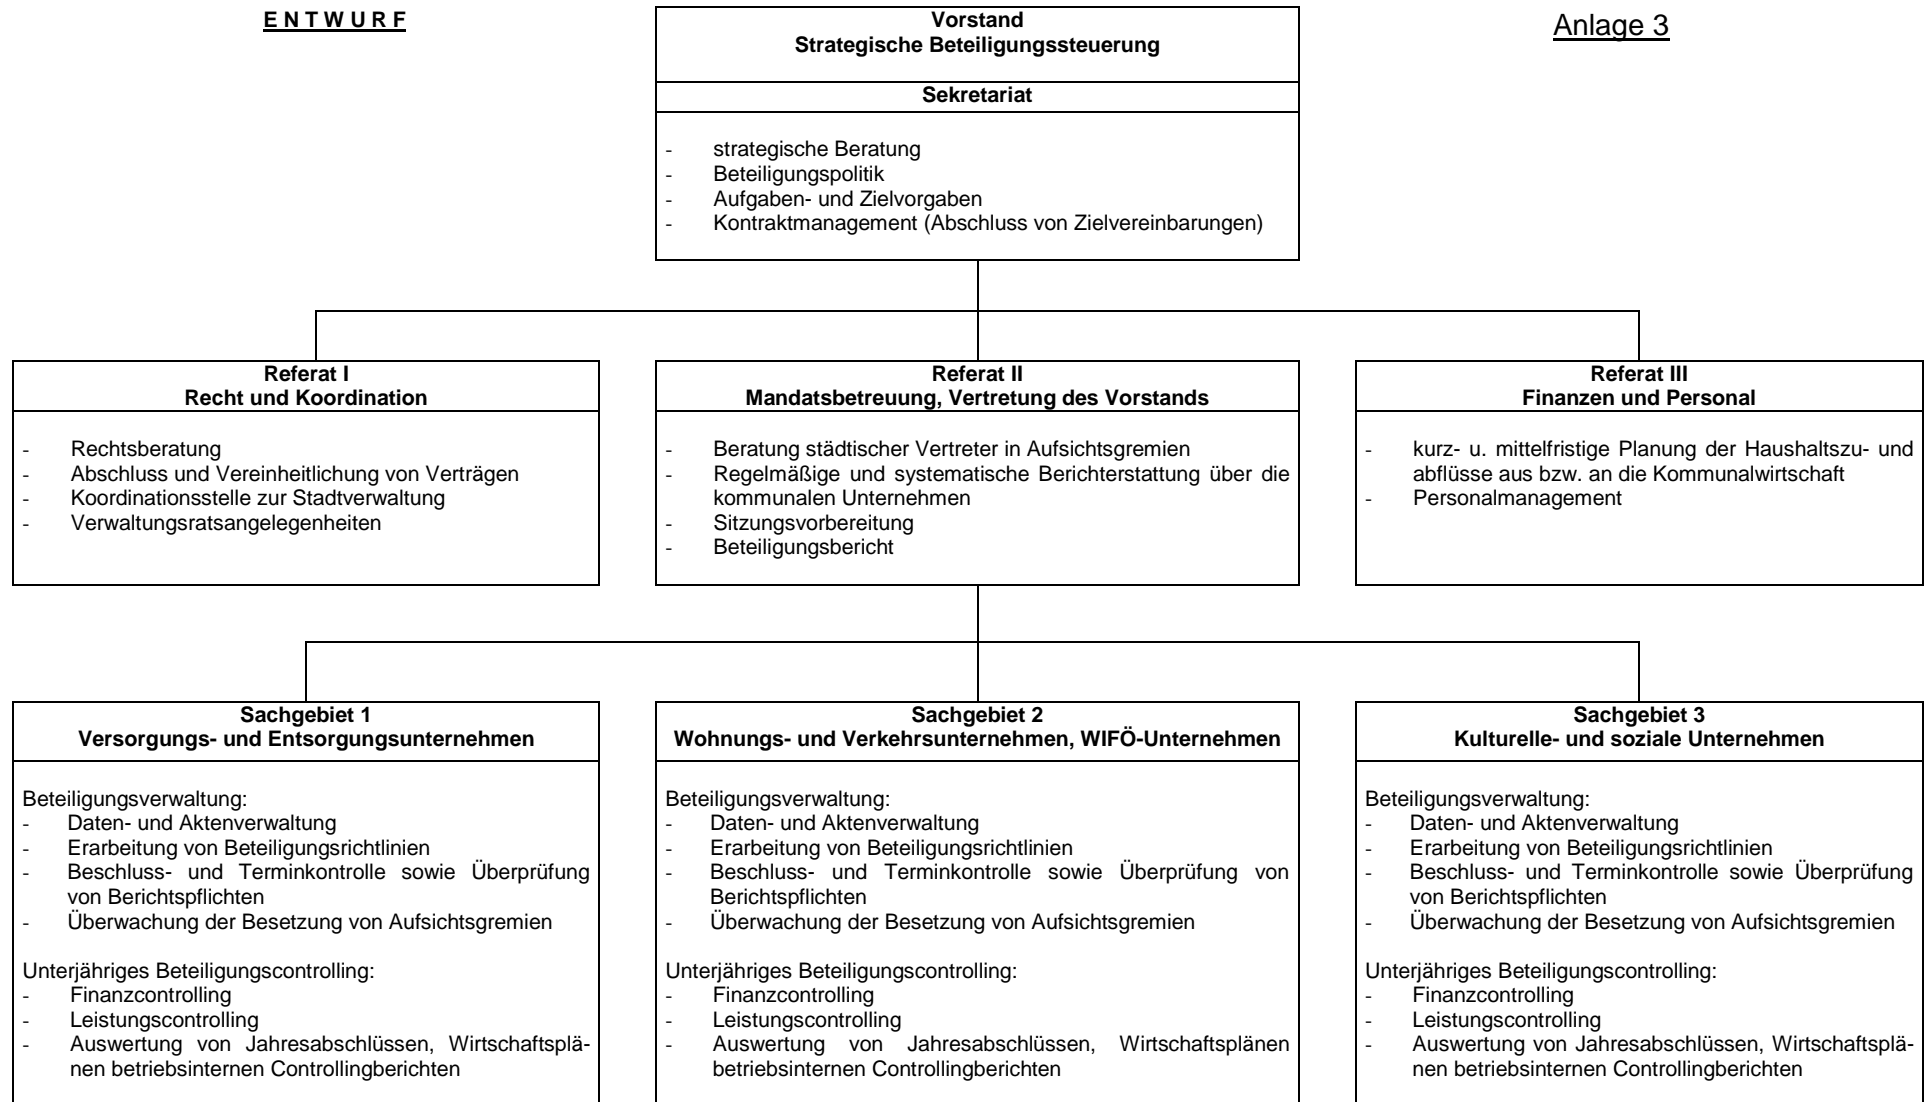 E N T W U R F
Anlage 3
Vorstand
Strategische Beteiligungssteuerung
Sekretariat
- strategische Beratung
- Beteiligungspolitik
- Aufgaben- und Zielvorgaben
- Kontraktmanagement (Abschluss von Zielvereinbarungen)
Referat I
Recht und Koordination
- Rechtsberatung
- Abschluss und Vereinheitlichung von Verträgen
- Koordinationsstelle zur Stadtverwaltung
- Verwaltungsratsangelegenheiten
Referat II
Mandatsbetreuung, Vertretung des Vorstands
- Beratung städtischer Vertreter in Aufsichtsgremien
- Regelmäßige und systematische Berichterstattung über die
kommunalen Unternehmen
- Sitzungsvorbereitung
- Beteiligungsbericht
Referat III
Finanzen und Personal
- kurz- u. mittelfristige Planung der Haushaltszu- und
abflüsse aus bzw. an die Kommunalwirtschaft
- Personalmanagement
Sachgebiet 1
Versorgungs- und Entsorgungsunternehmen
Beteiligungsverwaltung:
- Daten- und Aktenverwaltung
- Erarbeitung von Beteiligungsrichtlinien
- Beschluss- und Terminkontrolle sowie Überprüfung
von Berichtspflichten
- Überwachung der Besetzung von Aufsichtsgremien
Unterjähriges Beteiligungscontrolling:
- Finanzcontrolling
- Leistungscontrolling
- Auswertung von Jahresabschlüssen, Wirtschaftsplä-
nen betriebsinternen Controllingberichten
Sachgebiet 2
Wohnungs- und Verkehrsunternehmen, WIFÖ-Unternehmen
Beteiligungsverwaltung:
- Daten- und Aktenverwaltung
- Erarbeitung von Beteiligungsrichtlinien
- Beschluss- und Terminkontrolle sowie Überprüfung von
Berichtspflichten
- Überwachung der Besetzung von Aufsichtsgremien
Unterjähriges Beteiligungscontrolling:
- Finanzcontrolling
- Leistungscontrolling
- Auswertung von Jahresabschlüssen, Wirtschaftsplänen
betriebsinternen Controllingberichten
Sachgebiet 3
Kulturelle- und soziale Unternehmen
Beteiligungsverwaltung:
- Daten- und Aktenverwaltung
- Erarbeitung von Beteiligungsrichtlinien
- Beschluss- und Terminkontrolle sowie Überprüfung
von Berichtspflichten
- Überwachung der Besetzung von Aufsichtsgremien
Unterjähriges Beteiligungscontrolling:
- Finanzcontrolling
- Leistungscontrolling
- Auswertung von Jahresabschlüssen, Wirtschaftsplä-
nen betriebsinternen Controllingberichten